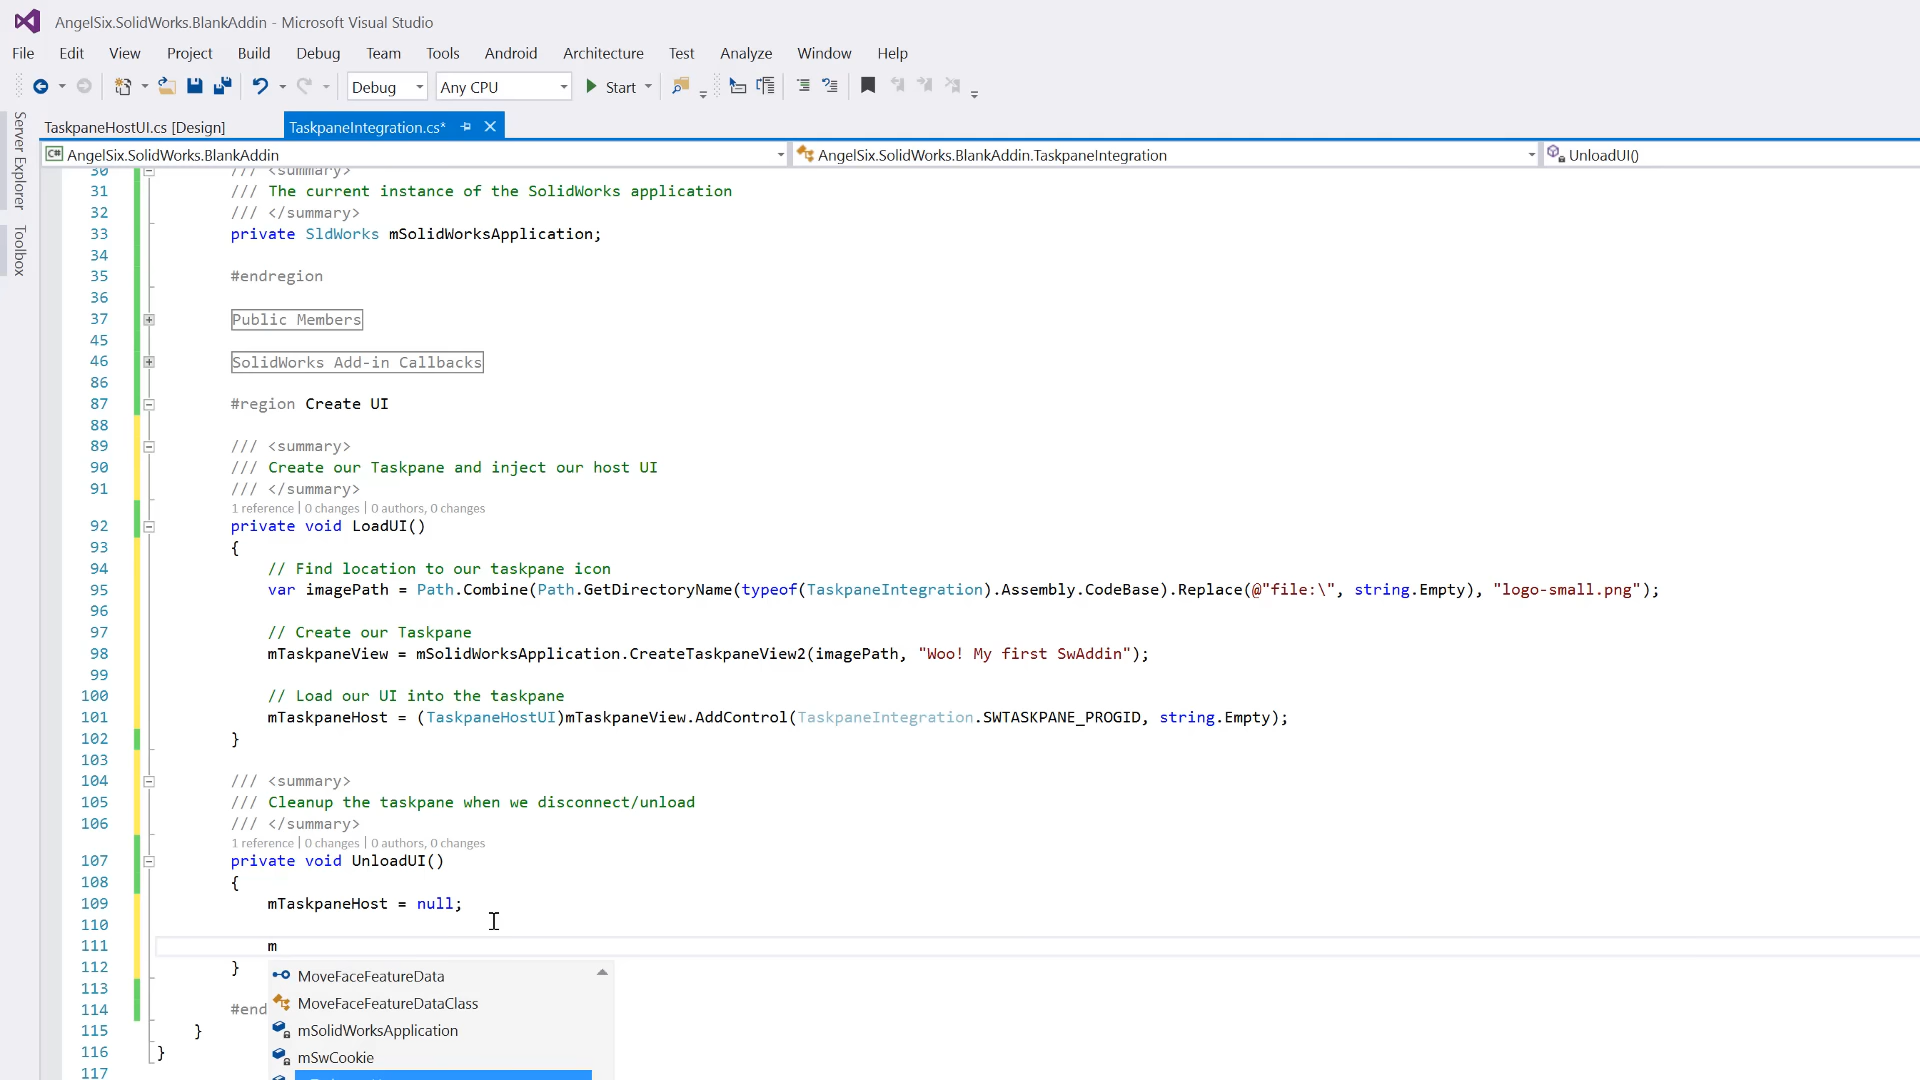 AngelSix.SolidWorks.BlankAddin - Microsoft Visual Studio
File Edit View Project Build Debug Team Tools Android Architecture Test Analyze Window Help
Debug Any CPU Start
Server Explorer
Toolbox
TaskpaneHostUI.cs [Design] TaskpaneIntegration.cs*
C# AngelSix.SolidWorks.BlankAddin AngelSix.SolidWorks.BlankAddin.TaskpaneIntegration UnloadUI()
30 /// <summary>
31 /// The current instance of the SolidWorks application
32 /// </summary>
33 private SldWorks mSolidWorksApplication;
34
35 #endregion
36
37 Public Members
45
46 SolidWorks Add-in Callbacks
86
87 #region Create UI
88
89 /// <summary>
90 /// Create our Taskpane and inject our host UI
91 /// </summary>
1 reference | 0 changes | 0 authors, 0 changes
92 private void LoadUI()
93 {
94 // Find location to our taskpane icon
95 var imagePath = Path.Combine(Path.GetDirectoryName(typeof(TaskpaneIntegration).Assembly.CodeBase).Replace(@"file:\", string.Empty), "logo-small.png");
96
97 // Create our Taskpane
98 mTaskpaneView = mSolidWorksApplication.CreateTaskpaneView2(imagePath, "Woo! My first SwAddin");
99
100 // Load our UI into the taskpane
101 mTaskpaneHost = (TaskpaneHostUI)mTaskpaneView.AddControl(TaskpaneIntegration.SWTASKPANE_PROGID, string.Empty);
102 }
103
104 /// <summary>
105 /// Cleanup the taskpane when we disconnect/unload
106 /// </summary>
1 reference | 0 changes | 0 authors, 0 changes
107 private void UnloadUI()
108 {
109 mTaskpaneHost = null;
110
111 m
112 }
MoveFaceFeatureData
113
MoveFaceFeatureDataClass
114 #end
mSolidWorksApplication
115 }
116 }
mSwCookie
117